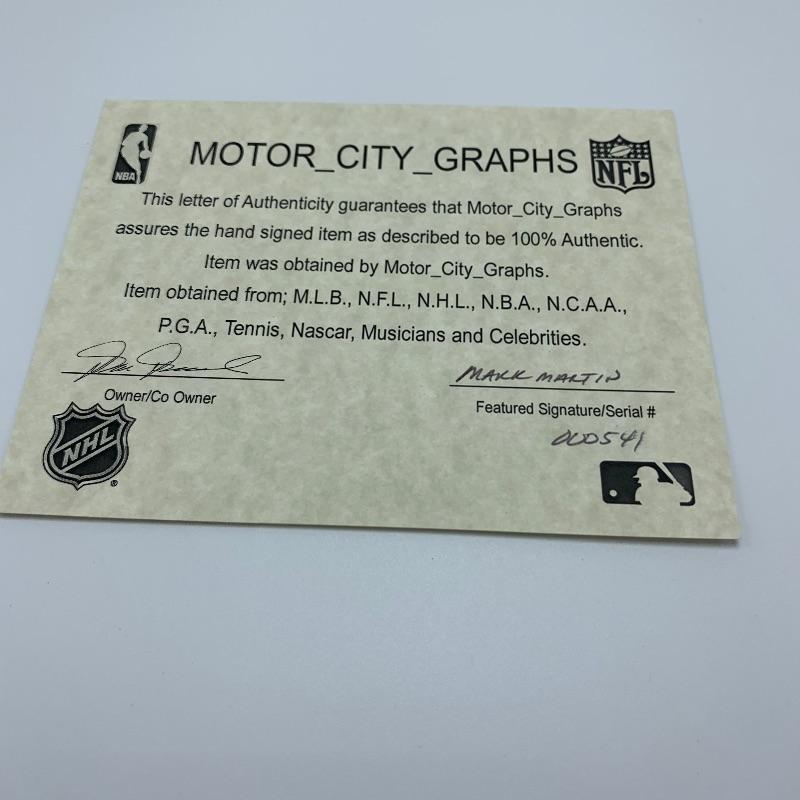 NBA
MOTOR_CITY_GRAPHS
NFL
This letter of Authenticity guarantees that Motor_City_Graphs
assures the hand signed item as described to be 100% Authentic.
Item was obtained by Motor_City_Graphs.
Item obtained from; M.L.B., N.F.L., N.H.L., N.B.A., N.C.A.A.,
P.G.A., Tennis, Nascar, Musicians and Celebrities.
MARK MARTIN
Owner/Co Owner
Featured Signature/Serial #
000541
NHL
®